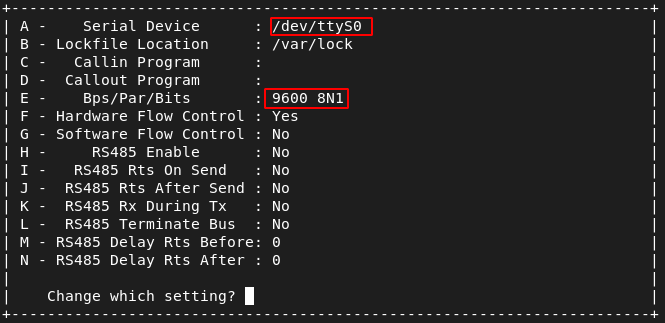 +-----------------------------------------------------------------------+
| A -    Serial Device      : /dev/ttyS0                                |
| B - Lockfile Location     : /var/lock                                 |
| C -   Callin Program      :                                           |
| D -  Callout Program      :                                           |
| E -    Bps/Par/Bits       : 9600 8N1                                  |
| F - Hardware Flow Control : Yes                                       |
| G - Software Flow Control : No                                        |
| H -     RS485 Enable      : No                                        |
| I -   RS485 Rts On Send   : No                                        |
| J -  RS485 Rts After Send : No                                        |
| K -  RS485 Rx During Tx   : No                                        |
| L -  RS485 Terminate Bus  : No                                        |
| M - RS485 Delay Rts Before: 0                                         |
| N - RS485 Delay Rts After : 0                                         |
|                                                                       |
|    Change which setting?                                              |
+-----------------------------------------------------------------------+